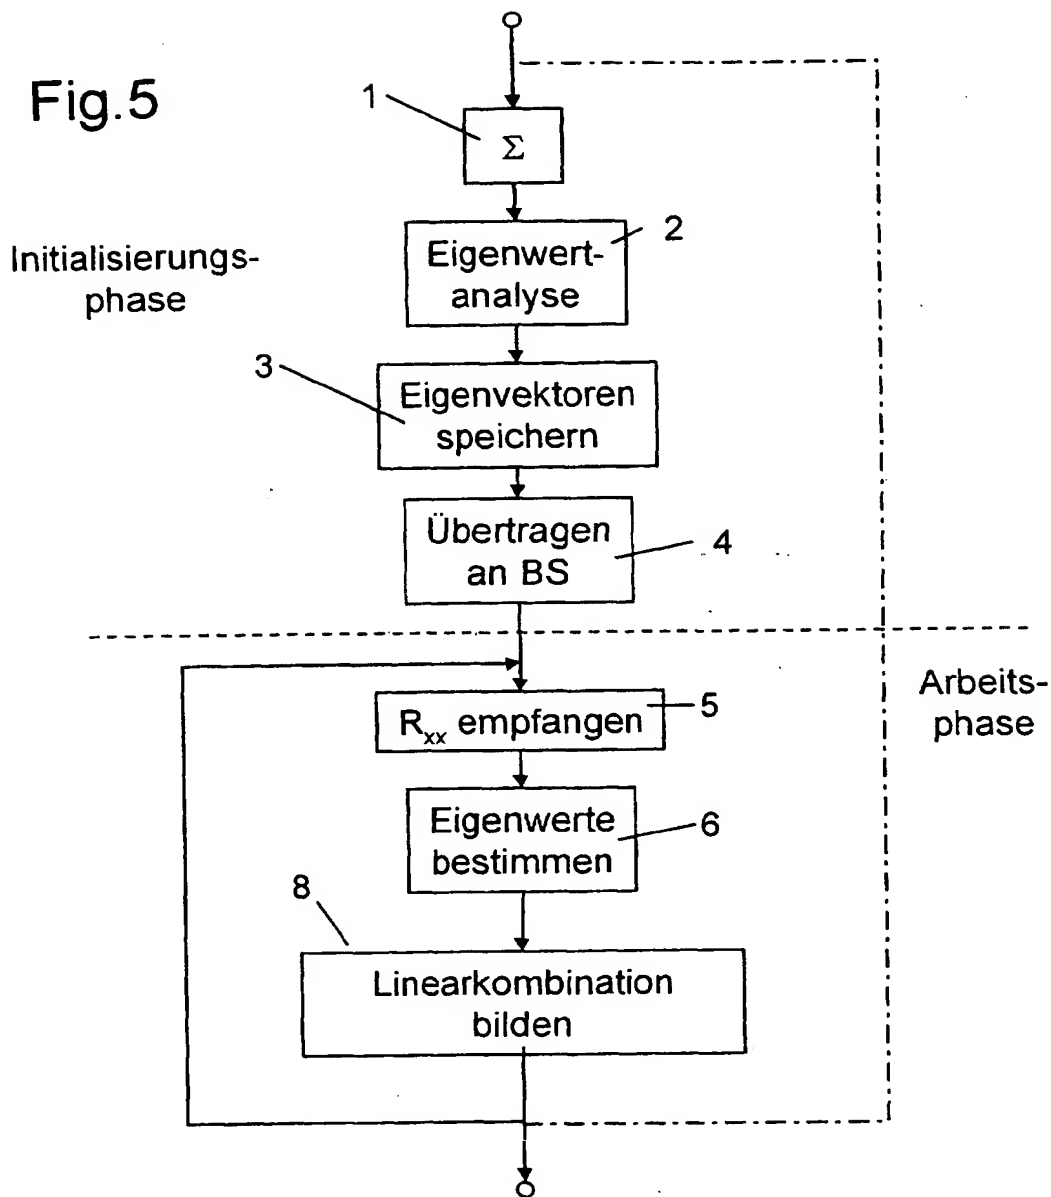 Fig.5
1
Σ
2
Eigenwert-
analyse
Initialisierungs-
phase
3
Eigenvektoren
speichern
Übertragen
an BS
4
Arbeits-
phase
5
Rxx empfangen
Eigenwerte
bestimmen
6
8
Linearkombination
bilden